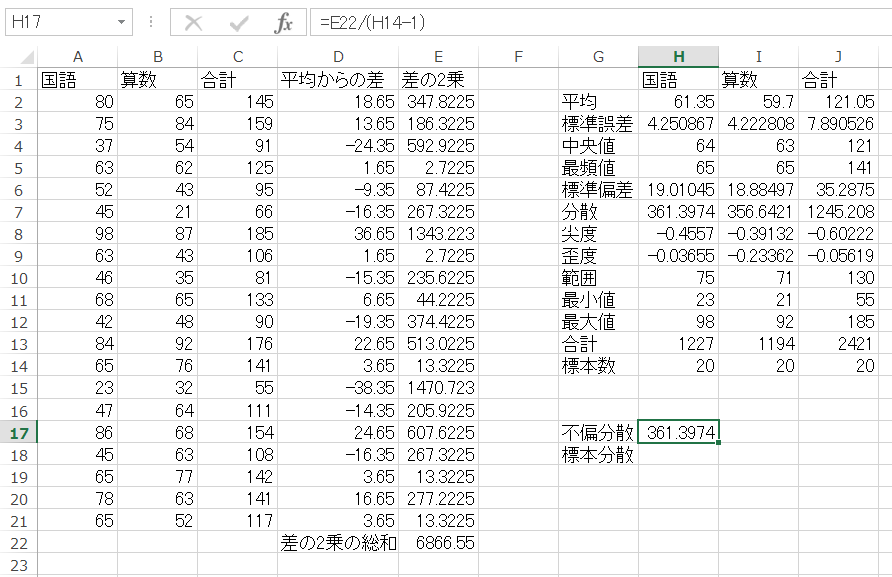 H17 fx =E22/(H14-1)
A B C D E F G H I J
1 国語 算数 合計 平均からの差 差の2乗 国語 算数 合計
2 80 65 145 18.65 347.8225 平均 61.35 59.7 121.05
3 75 84 159 13.65 186.3225 標準誤差 4.250867 4.222808 7.890526
4 37 54 91 -24.35 592.9225 中央値 64 63 121
5 63 62 125 1.65 2.7225 最頻値 65 65 141
6 52 43 95 -9.35 87.4225 標準偏差 19.01045 18.88497 35.2875
7 45 21 66 -16.35 267.3225 分散 361.3974 356.6421 1245.208
8 98 87 185 36.65 1343.223 尖度 -0.4557 -0.39132 -0.60222
9 63 43 106 1.65 2.7225 歪度 -0.03655 -0.23362 -0.05619
10 46 35 81 -15.35 235.6225 範囲 75 71 130
11 68 65 133 6.65 44.2225 最小値 23 21 55
12 42 48 90 -19.35 374.4225 最大値 98 92 185
13 84 92 176 22.65 513.0225 合計 1227 1194 2421
14 65 76 141 3.65 13.3225 標本数 20 20 20
15 23 32 55 -38.35 1470.723
16 47 64 111 -14.35 205.9225
17 86 68 154 24.65 607.6225 不偏分散 361.3974
18 45 63 108 -16.35 267.3225 標本分散
19 65 77 142 3.65 13.3225
20 78 63 141 16.65 277.2225
21 65 52 117 3.65 13.3225
22 差の2乗の総和 6866.55
23